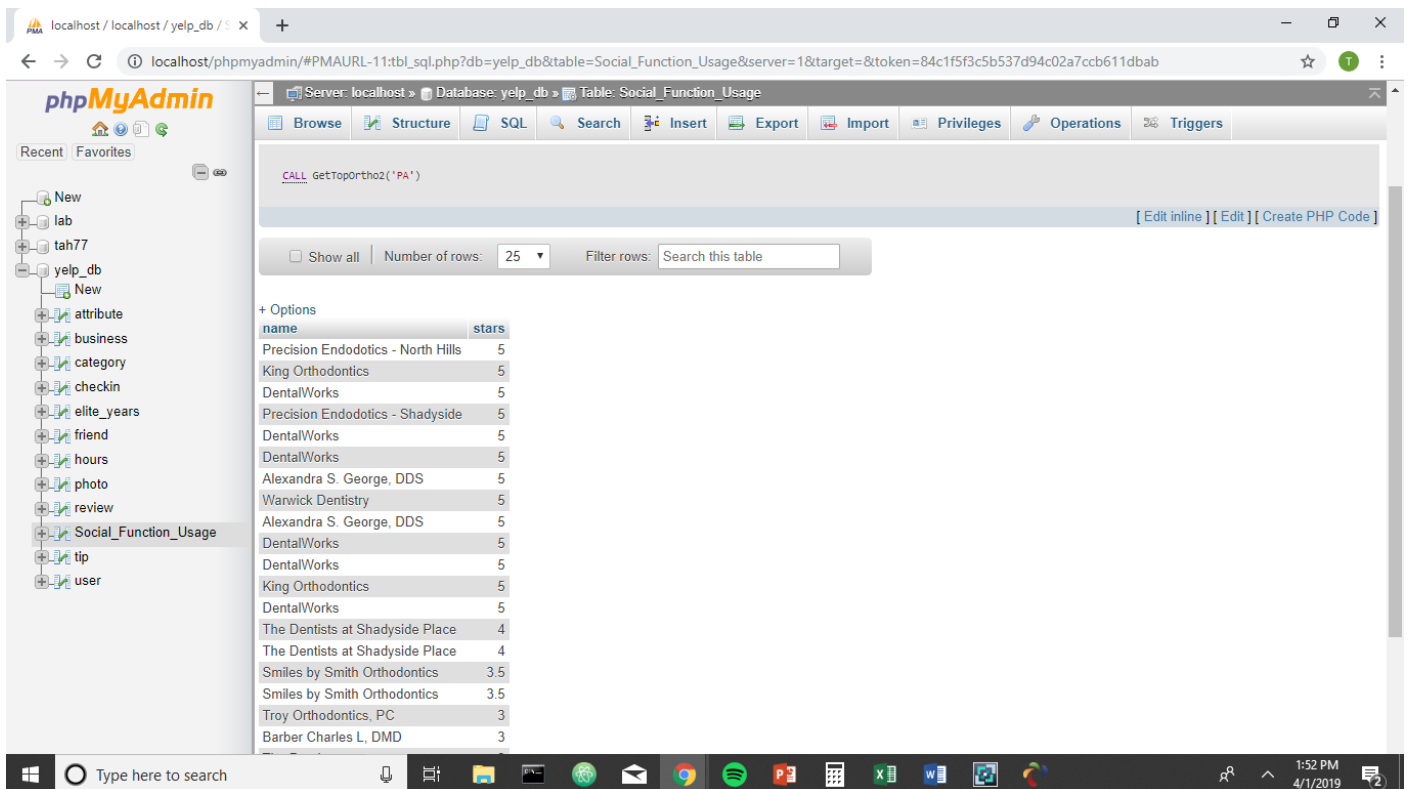 localhost / localhost / yelp_db / S
localhost/phpmyadmin/#PMAURL-11:tbl_sql.php?db=yelp_db&table=Social_Function_Usage&server=1&target=&token=84c1f5f3c5b537d94c02a7ccb611dbab
T
phpMyAdmin
Recent Favorites
New
lab
tah77
yelp_db
New
attribute
business
category
checkin
elite_years
friend
hours
photo
review
Social_Function_Usage
tip
user
Server: localhost » Database: yelp_db » Table: Social_Function_Usage
Browse Structure SQL Search Insert Export Import Privileges Operations Triggers
CALL GetTopOrtho2('PA')
[ Edit inline ] [ Edit ] [ Create PHP Code ]
Show all Number of rows: 25 Filter rows: Search this table
+ Options
name stars
Precision Endodotics - North Hills 5
King Orthodontics 5
DentalWorks 5
Precision Endodotics - Shadyside 5
DentalWorks 5
DentalWorks 5
Alexandra S. George, DDS 5
Warwick Dentistry 5
Alexandra S. George, DDS 5
DentalWorks 5
DentalWorks 5
King Orthodontics 5
DentalWorks 5
The Dentists at Shadyside Place 4
The Dentists at Shadyside Place 4
Smiles by Smith Orthodontics 3.5
Smiles by Smith Orthodontics 3.5
Troy Orthodontics, PC 3
Barber Charles L, DMD 3
Type here to search
1:52 PM
4/1/2019
2